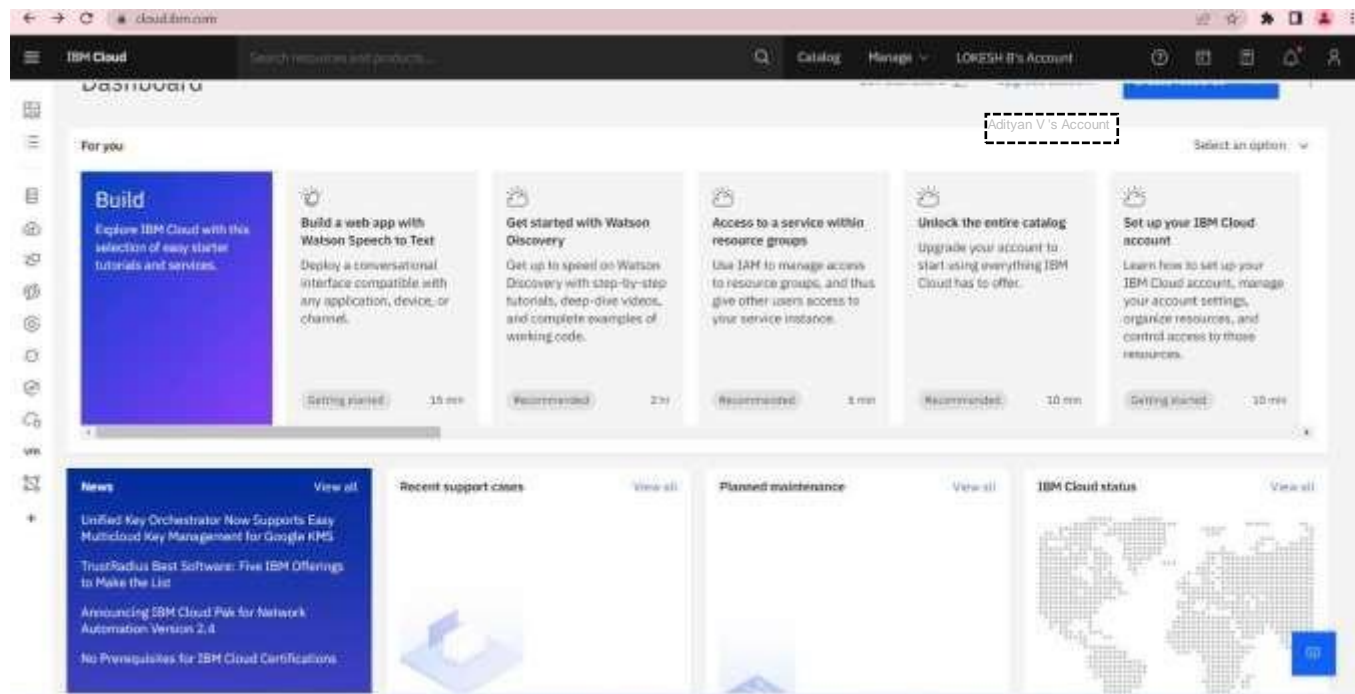 cloud.ibm.com
IBM Cloud
Search resources and products...
Catalog
Manage
LOKESH B's Account
Dashboard
Adityan V 's Account
For you
Select an option
Build
Explore IBM Cloud with this
selection of easy starter
tutorials and services.
Build a web app with
Watson Speech to Text
Deploy a conversational
interface compatible with
any application, device, or
channel.
Getting started
15 min
Get started with Watson
Discovery
Get up to speed on Watson
Discovery with step-by-step
tutorials, deep-dive videos,
and complete examples of
working code.
Recommended
2 hr
Access to a service within
resource groups
Use IAM to manage access
to resource groups, and thus
give other users access to
your service instance.
Recommended
5 min
Unlock the entire catalog
Upgrade your account to
start using everything IBM
Cloud has to offer.
Recommended
10 min
Set up your IBM Cloud
account
Learn how to set up your
IBM Cloud account, manage
your account settings,
organize resources, and
control access to those
resources.
Getting started
10 min
News
View all
Unified Key Orchestrator Now Supports Easy
Multicloud Key Management for Google KMS
TrustRadius Best Software: Five IBM Offerings
to Make the List
Announcing IBM Cloud Pak for Network
Automation Version 2.4
No Prerequisites for IBM Cloud Certifications
Recent support cases
View all
Planned maintenance
View all
IBM Cloud status
View all